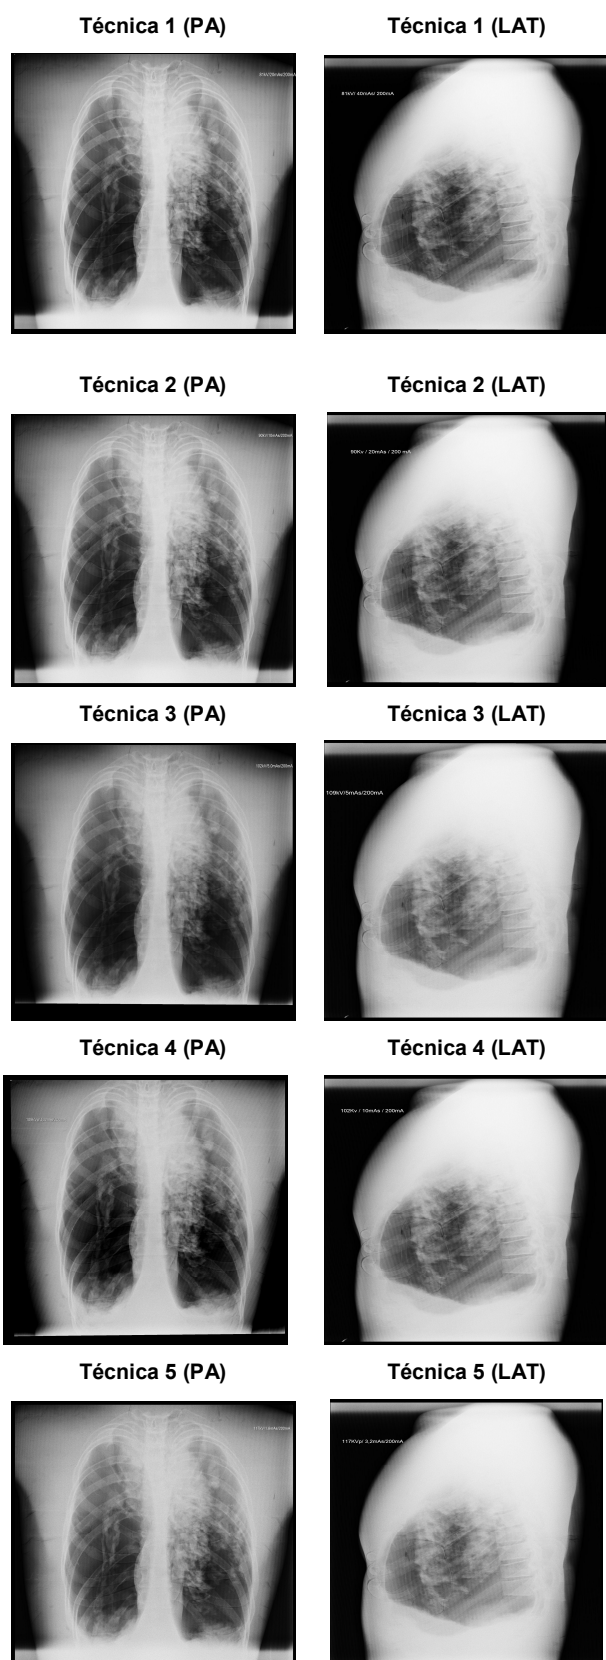 Técnica 1 (PA)
Técnica 1 (LAT)
81kV/ 40mAs/ 200mA
Técnica 2 (PA)
Técnica 2 (LAT)
90Kv / 20mAs / 200 mA
Técnica 3 (PA)
Técnica 3 (LAT)
109kV/5mAs/200mA
Técnica 4 (PA)
Técnica 4 (LAT)
102Kv / 10mAs / 200mA
Técnica 5 (PA)
Técnica 5 (LAT)
117KVp/ 3,2mAs/200mA